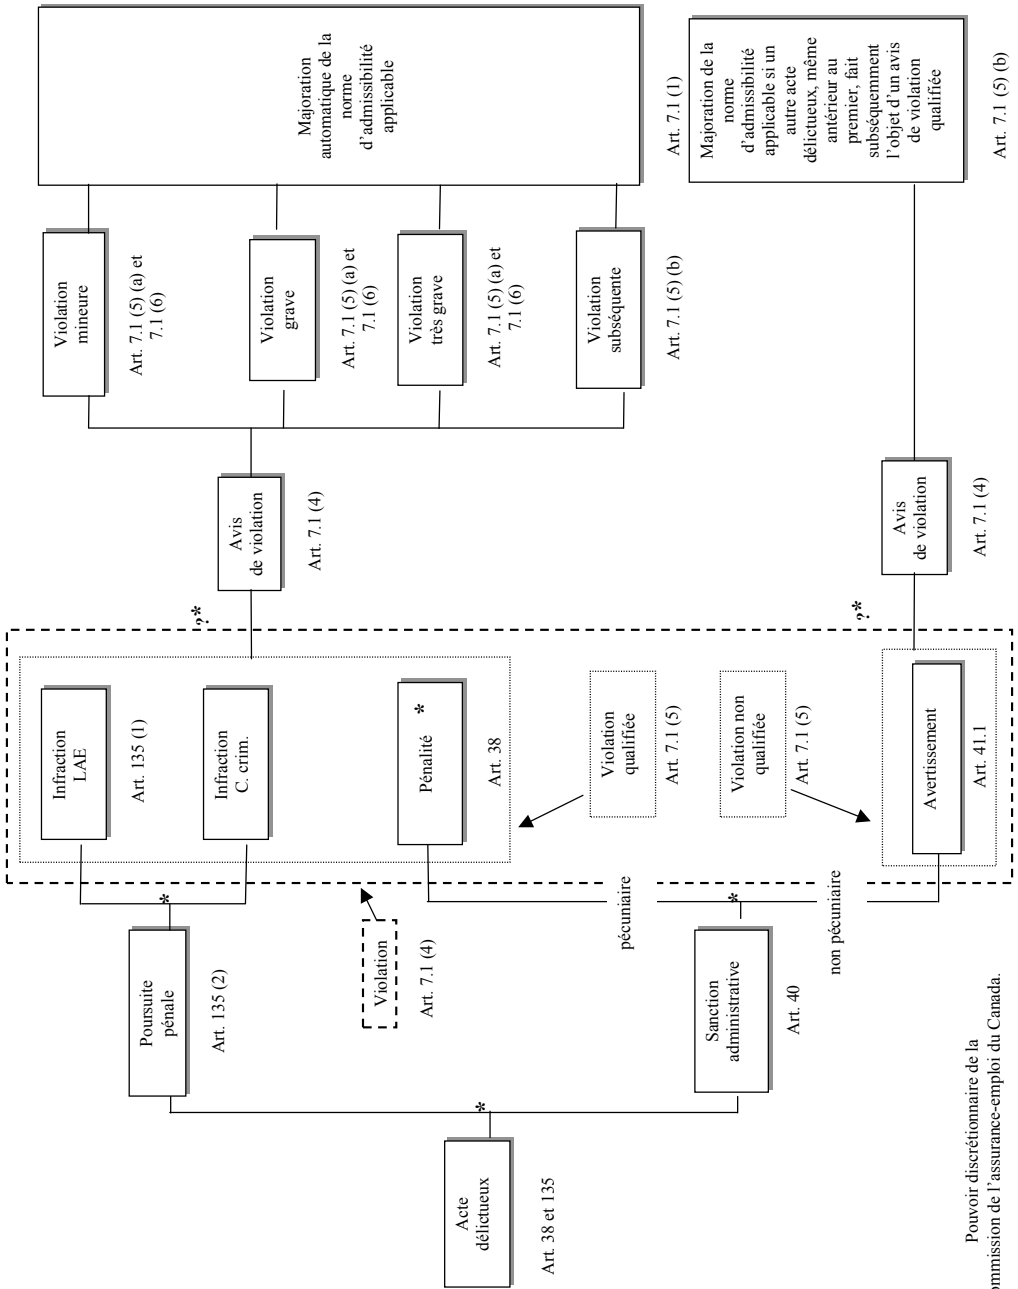 Acte
délictueux
Art. 38 et 135
*
Poursuite
pénale
Art. 135 (2)
*
Sanction
administrative
Art. 40
*
pécuniaire
non pécuniaire
Violation
Art. 7.1 (4)
Infraction
LAE
Art. 135 (1)
Infraction
C. crim.
Pénalité *
Art. 38
Violation
qualifiée
Art. 7.1 (5)
Violation non
qualifiée
Art. 7.1 (5)
Avertissement
Art. 41.1
?*
Avis
de violation
Art. 7.1 (4)
?*
Avis
de violation
Art. 7.1 (4)
Violation
mineure
Art. 7.1 (5) (a) et
7.1 (6)
Violation
grave
Art. 7.1 (5) (a) et
7.1 (6)
Violation
très grave
Art. 7.1 (5) (a) et
7.1 (6)
Violation
subséquente
Art. 7.1 (5) (b)
Majoration
automatique de la
norme
d’admissibilité
applicable
Art. 7.1 (1)
Majoration de la
norme
d’admissibilité
applicable si un
autre acte
délictueux, même
antérieur au
premier, fait
subséquemment
l’objet d’un avis
de violation
qualifiée
Art. 7.1 (5) (b)
Pouvoir discrétionnaire de la
de l’assurance-emploi du Canada.